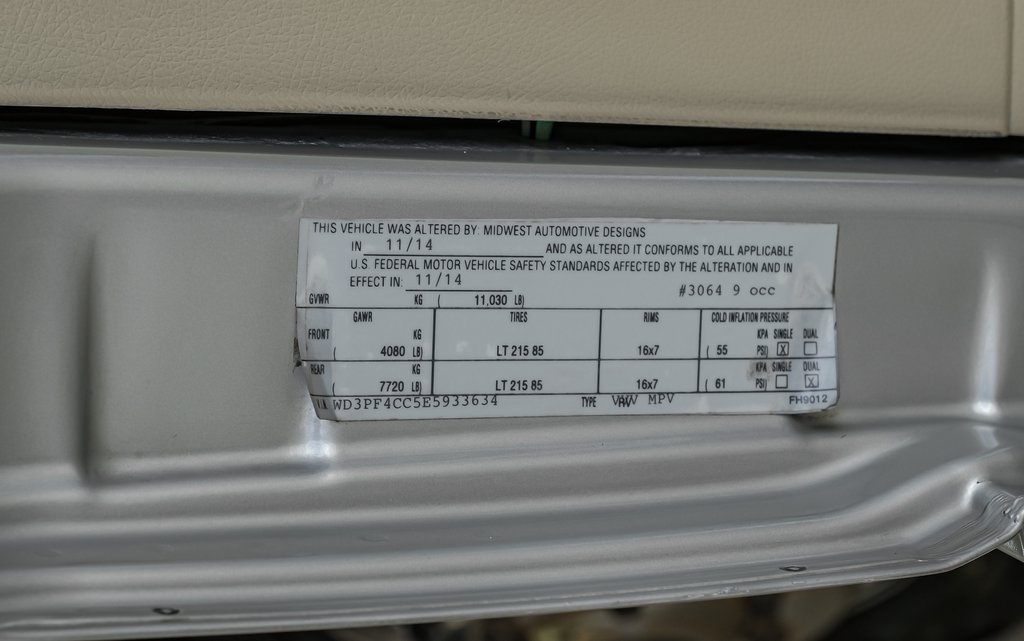 THIS VEHICLE WAS ALTERED BY: MIDWEST AUTOMOTIVE DESIGNS
IN 11/14 AND AS ALTERED IT CONFORMS TO ALL APPLICABLE
U.S. FEDERAL MOTOR VEHICLE SAFETY STANDARDS AFFECTED BY THE ALTERATION AND IN
EFFECT IN: 11/14 #3064 9 occ
GVWR KG ( 11,030 LB)
GAWR TIRES RIMS COLD INFLATION PRESSURE
FRONT KG KPA SINGLE DUAL
( 4080 LB) LT 215 85 16x7 ( 55 PSI) X
REAR KG KPA SINGLE DUAL
( 7720 LB) LT 215 85 16x7 ( 61 PSI) X
WD3PF4CC5E5933634 TYPE MPV FH9012